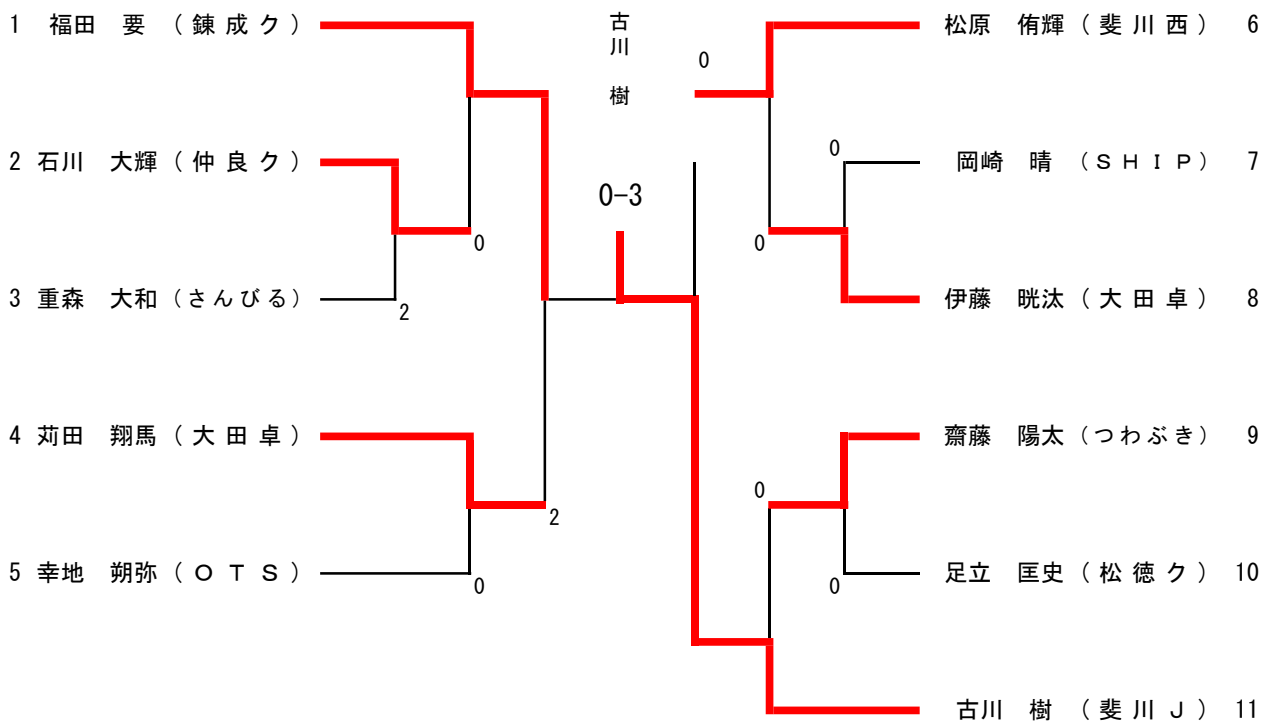 1 福田 要 (錬成ク)
2 石川 大輝 (仲良ク)
0
3 重森 大和 (さんびる)
2
4 苅田 翔馬 (大田卓)
2
5 幸地 朔弥 (OTS)
0
古川 樹
0-3
0
松原 侑輝 (斐川西) 6
0
岡崎 晴 (SHIP) 7
0
伊藤 晄汰 (大田卓) 8
齋藤 陽太 (つわぶき) 9
0
足立 匡史 (松徳ク) 10
0
古川 樹 (斐川J) 11